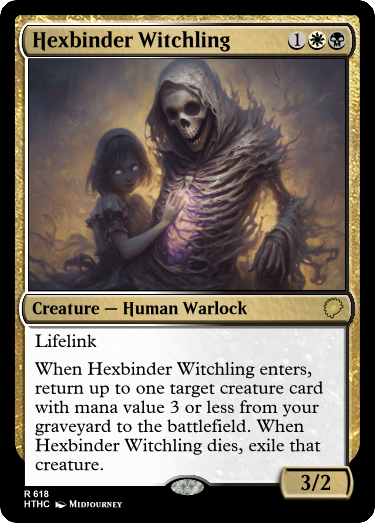 Hexbinder Witchling 1
Creature — Human Warlock
Lifelink
When Hexbinder Witchling enters,
return up to one target creature card
with mana value 3 or less from your
graveyard to the battlefield. When
Hexbinder Witchling dies, exile that
creature.
3/2
R 618
HTHC Midjourney